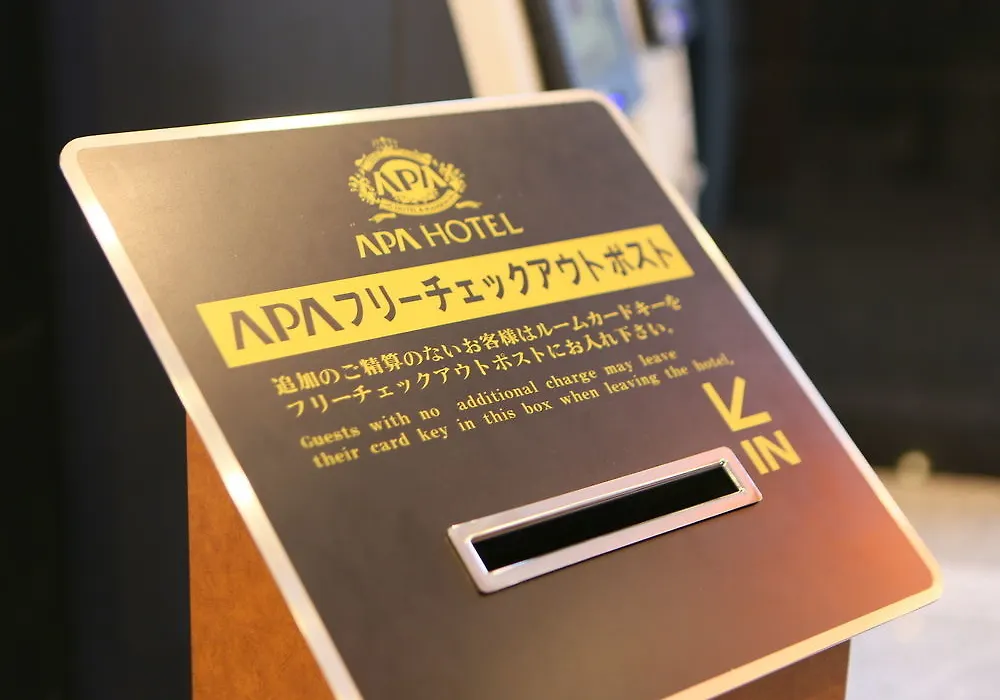 APA
APA HOTEL
APAフリーチェックアウトポスト
追加のご精算のないお客様はルームカードキーを
フリーチェックアウトポストにお入れ下さい。
Guests with no additional charge may leave
their card key in this box when leaving the hotel.
IN